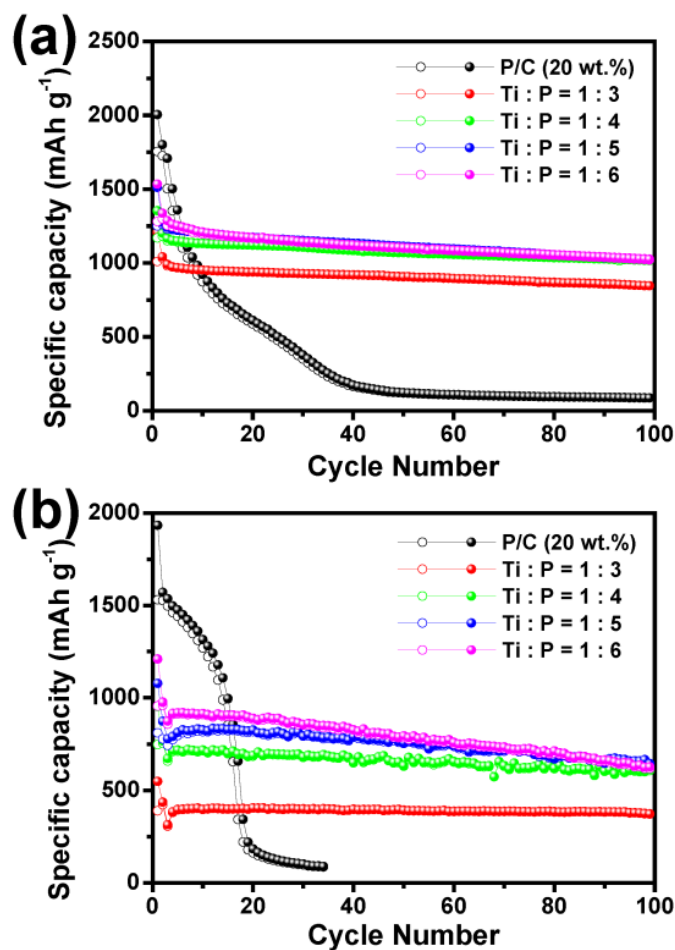 (a)
2500
2000
1500
1000
500
0
Specific capacity (mAh g⁻¹)
P/C (20 wt.%)
Ti : P = 1 : 3
Ti : P = 1 : 4
Ti : P = 1 : 5
Ti : P = 1 : 6
0 20 40 60 80 100
Cycle Number
(b)
2000
1500
1000
500
0
Specific capacity (mAh g⁻¹)
P/C (20 wt.%)
Ti : P = 1 : 3
Ti : P = 1 : 4
Ti : P = 1 : 5
Ti : P = 1 : 6
0 20 40 60 80 100
Cycle Number